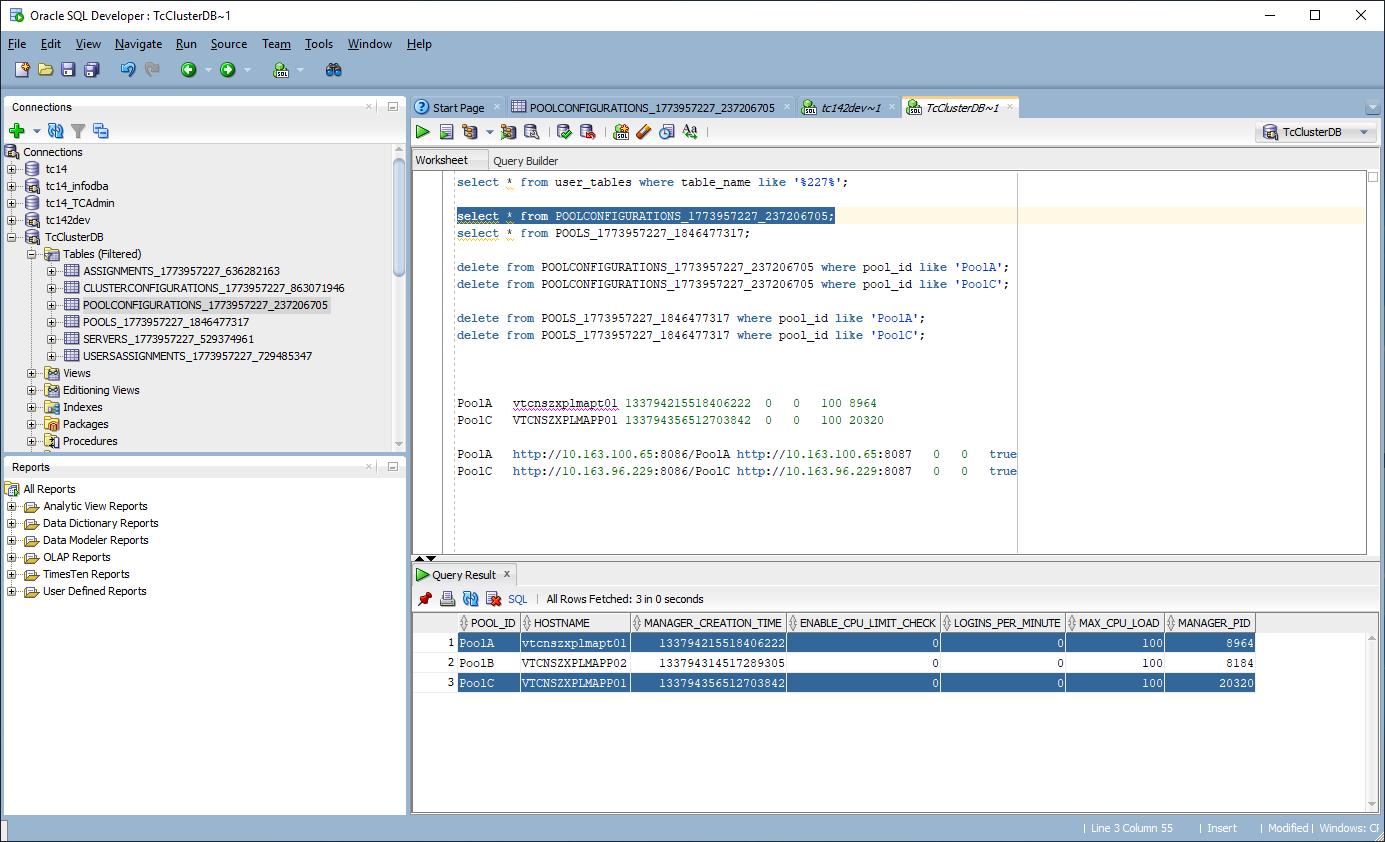 Oracle SQL Developer : TcClusterDB~1
File Edit View Navigate Run Source Team Tools Window Help
Connections
Start Page
POOLCONFIGURATIONS_1773957227_237206705
tc142dev~1
TcClusterDB~1
TcClusterDB
Connections
tc14
tc14_infodba
tc14_TCAdmin
tc142dev
TcClusterDB
Tables (Filtered)
ASSIGNMENTS_1773957227_636282163
CLUSTERCONFIGURATIONS_1773957227_863071946
POOLCONFIGURATIONS_1773957227_237206705
POOLS_1773957227_1846477317
SERVERS_1773957227_529374961
USERSASSIGNMENTS_1773957227_729485347
Views
Editioning Views
Indexes
Packages
Procedures
Reports
All Reports
Analytic View Reports
Data Dictionary Reports
Data Modeler Reports
OLAP Reports
TimesTen Reports
User Defined Reports
Worksheet Query Builder
select * from user_tables where table_name like '%227%';
select * from POOLCONFIGURATIONS_1773957227_237206705;
select * from POOLS_1773957227_1846477317;
delete from POOLCONFIGURATIONS_1773957227_237206705 where pool_id like 'PoolA';
delete from POOLCONFIGURATIONS_1773957227_237206705 where pool_id like 'PoolC';
delete from POOLS_1773957227_1846477317 where pool_id like 'PoolA';
delete from POOLS_1773957227_1846477317 where pool_id like 'PoolC';
PoolA vtcnszxplmapt01 133794215518406222 0 0 100 8964
PoolC VTCNSZXPLMAPP01 133794356512703842 0 0 100 20320
PoolA http://10.163.100.65:8086/PoolA http://10.163.100.65:8087 0 0 true
PoolC http://10.163.96.229:8086/PoolC http://10.163.96.229:8087 0 0 true
Query Result x
SQL | All Rows Fetched: 3 in 0 seconds
POOL_ID HOSTNAME MANAGER_CREATION_TIME ENABLE_CPU_LIMIT_CHECK LOGINS_PER_MINUTE MAX_CPU_LOAD MANAGER_PID
1 PoolA vtcnszxplmapt01 133794215518406222 0 0 100 8964
2 PoolB VTCNSZXPLMAPP02 133794314517289305 0 0 100 8184
3 PoolC VTCNSZXPLMAPP01 133794356512703842 0 0 100 20320
| Line 3 Column 55 | Insert | Modified | Windows: CF